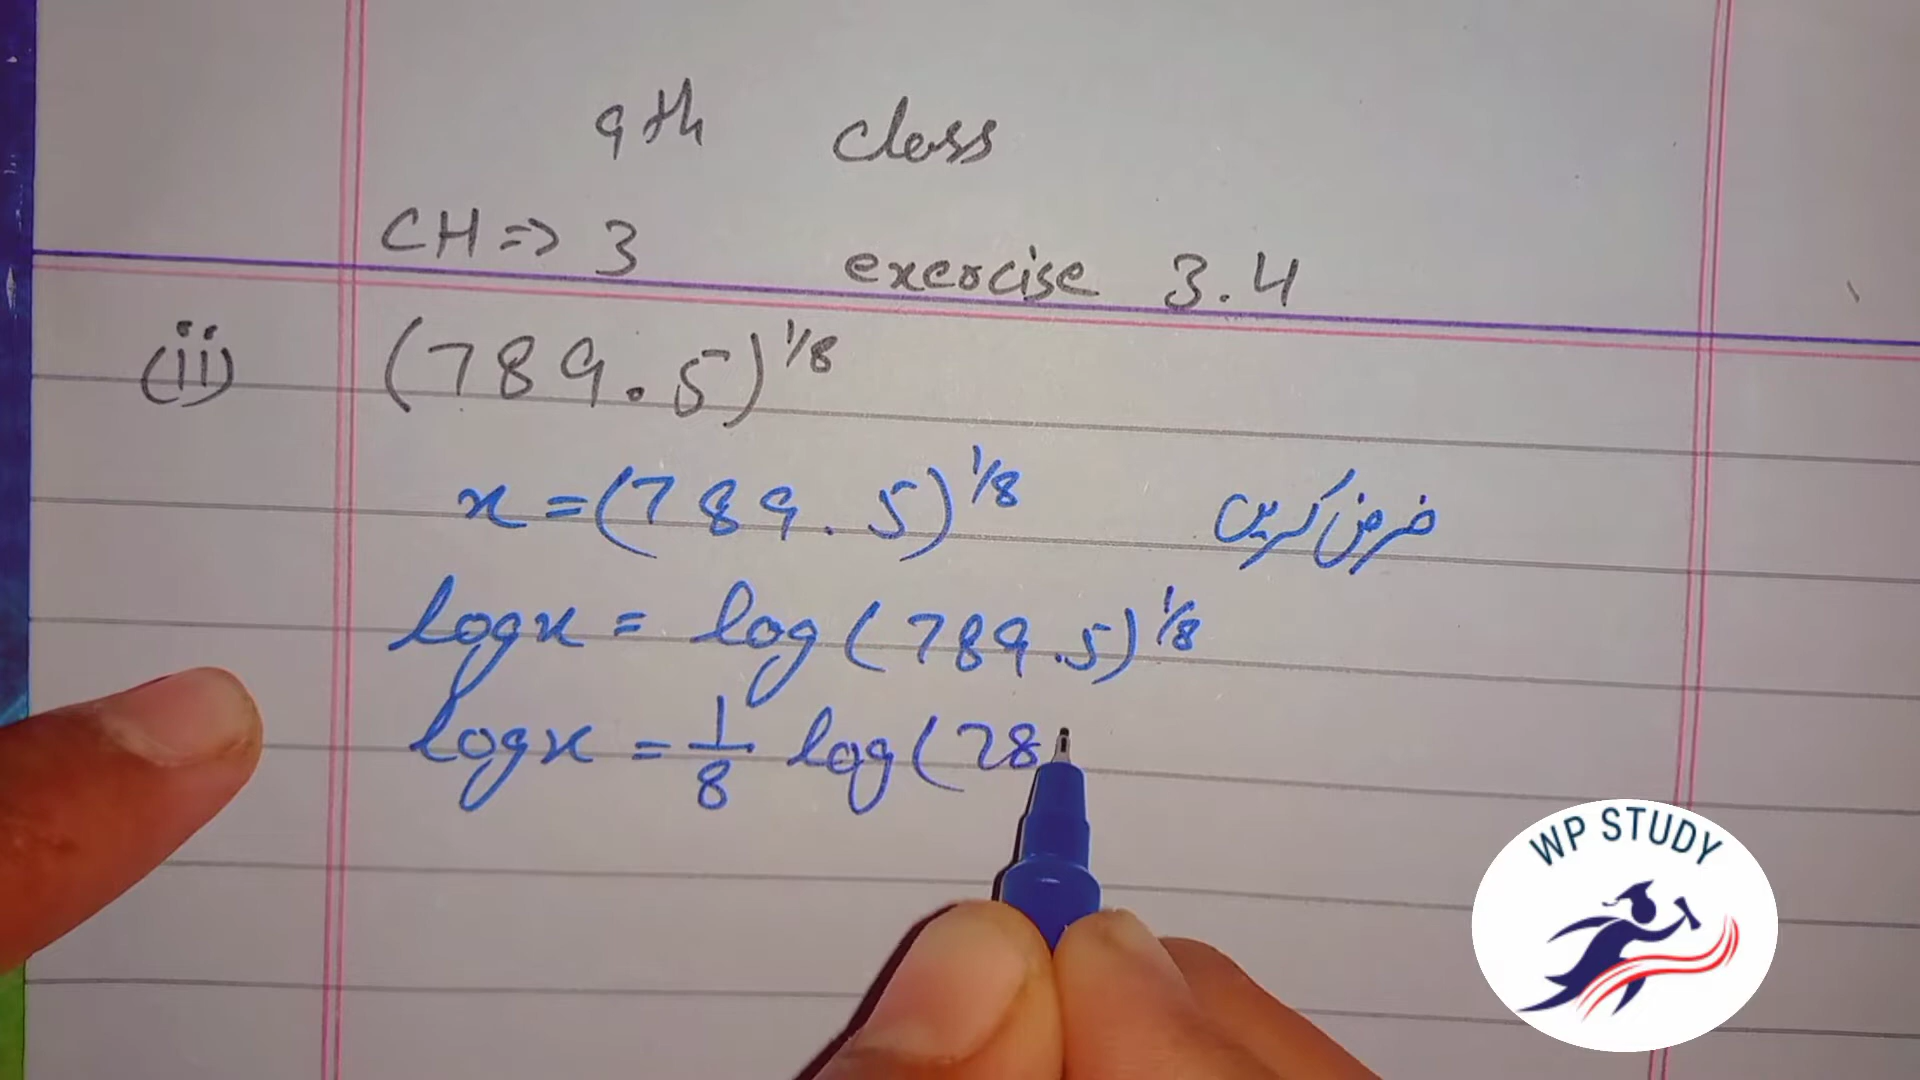 9th class
CH => 3 exercise 3.4
(ii) (789.5)^1/8
x = (789.5)^1/8 فرض کریں
log x = log (789.5)^1/8
log x = 1/8 log (78
WP STUDY